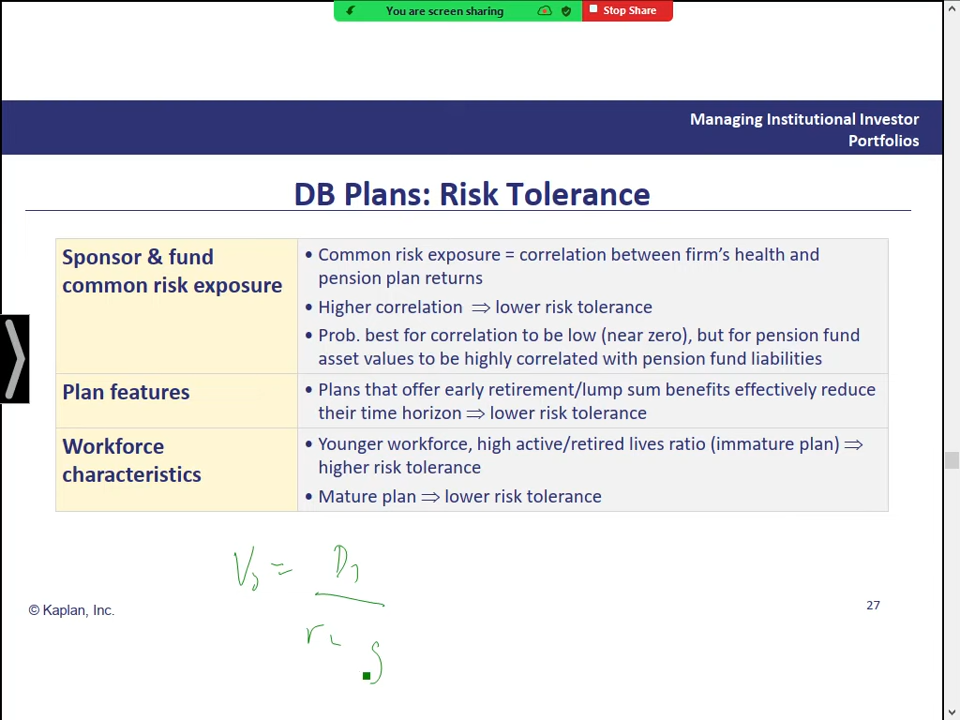 You are screen sharing
Stop Share
Managing Institutional Investor
Portfolios
DB Plans: Risk Tolerance
Sponsor & fund
common risk exposure
• Common risk exposure = correlation between firm's health and
pension plan returns
• Higher correlation ⇒ lower risk tolerance
• Prob. best for correlation to be low (near zero), but for pension fund
asset values to be highly correlated with pension fund liabilities
Plan features
• Plans that offer early retirement/lump sum benefits effectively reduce
their time horizon ⇒ lower risk tolerance
Workforce
characteristics
• Younger workforce, high active/retired lives ratio (immature plan) ⇒
higher risk tolerance
• Mature plan ⇒ lower risk tolerance
V₀ = D₁
r - g
© Kaplan, Inc.
27